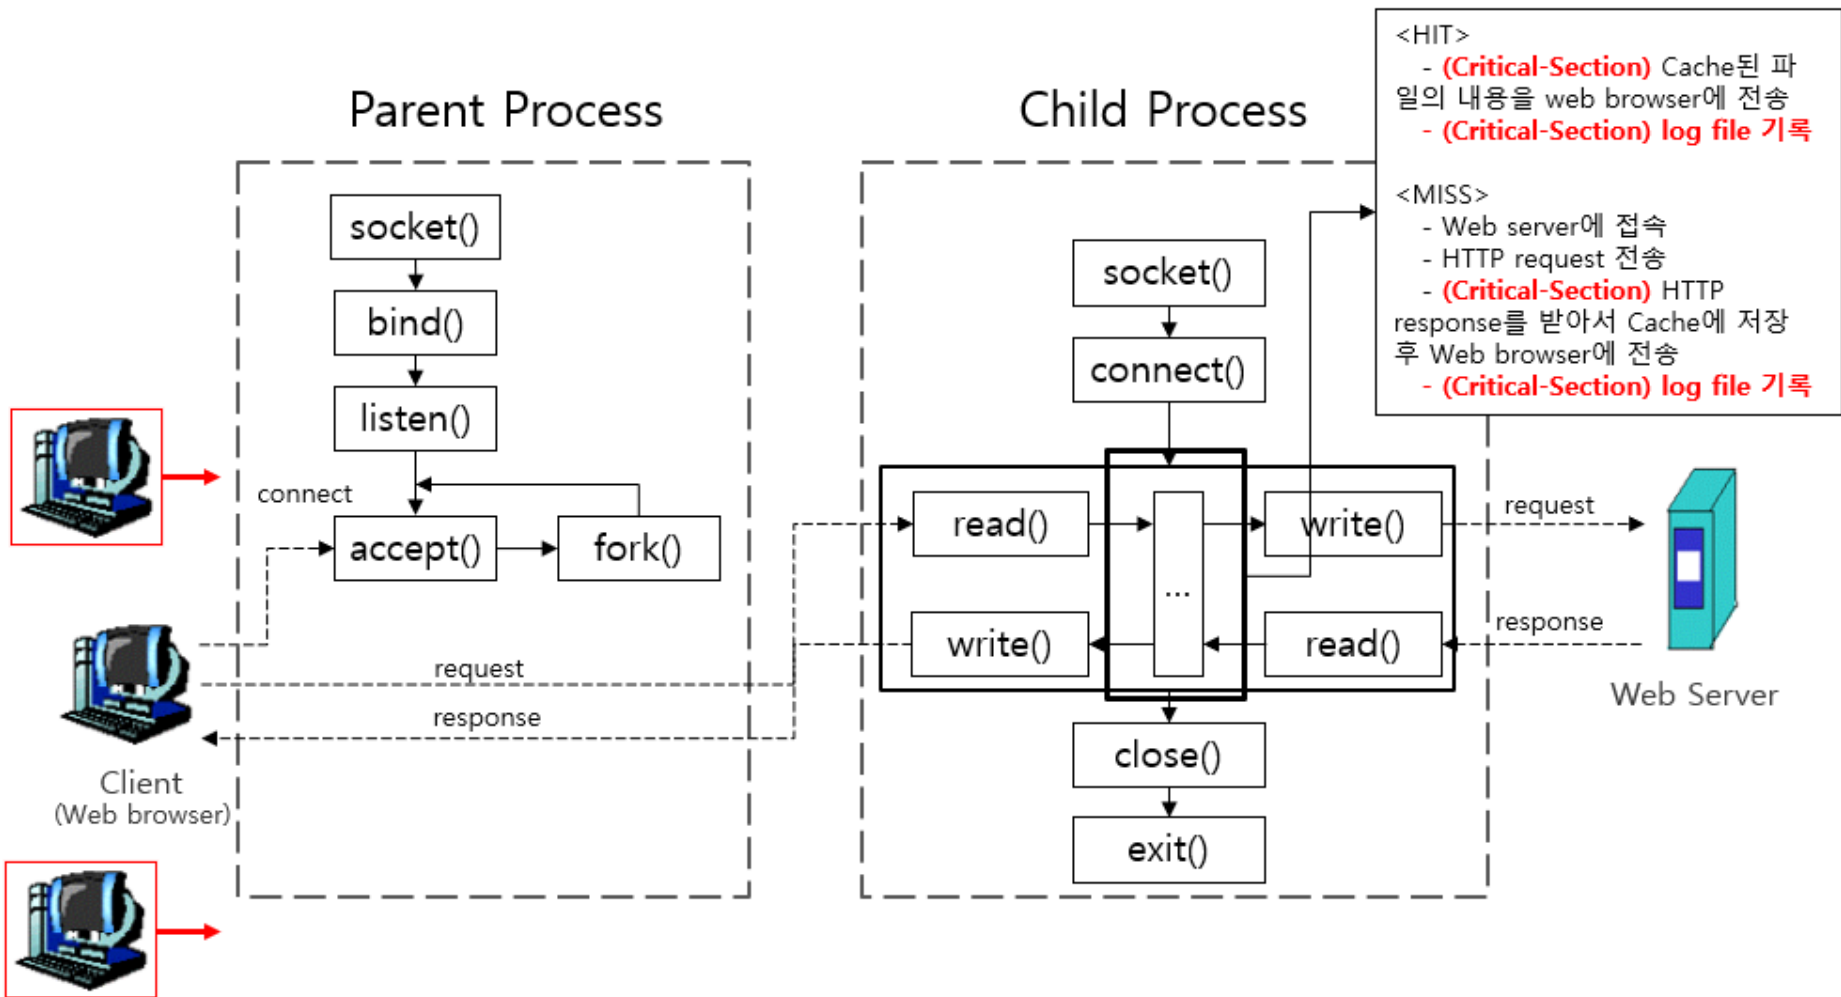 Parent Process
socket()
bind()
listen()
connect
accept()
fork()
request
response
Client
(Web browser)
Child Process
socket()
connect()
read()
write()
...
write()
read()
close()
exit()
request
response
Web Server
<HIT>
- (Critical-Section) Cache된 파
일의 내용을 web browser에 전송
- (Critical-Section) log file 기록
<MISS>
- Web server에 접속
- HTTP request 전송
- (Critical-Section) HTTP
response를 받아서 Cache에 저장
후 Web browser에 전송
- (Critical-Section) log file 기록